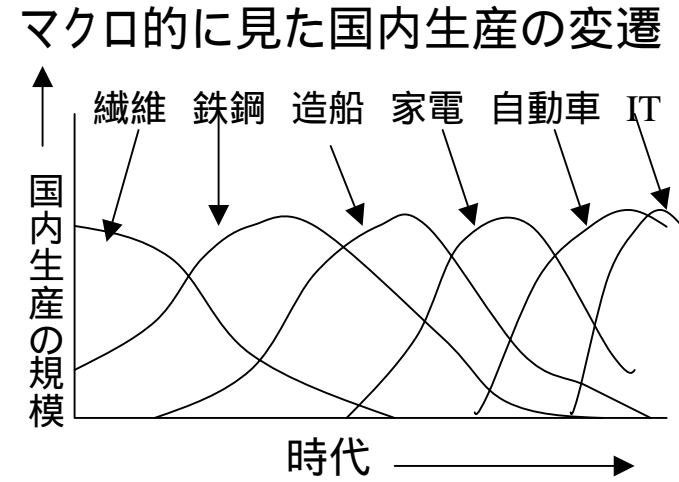 マクロ的に見た国内生産の変遷
繊維 鉄鋼 造船 家電 自動車 IT
国内生産の規模
時代